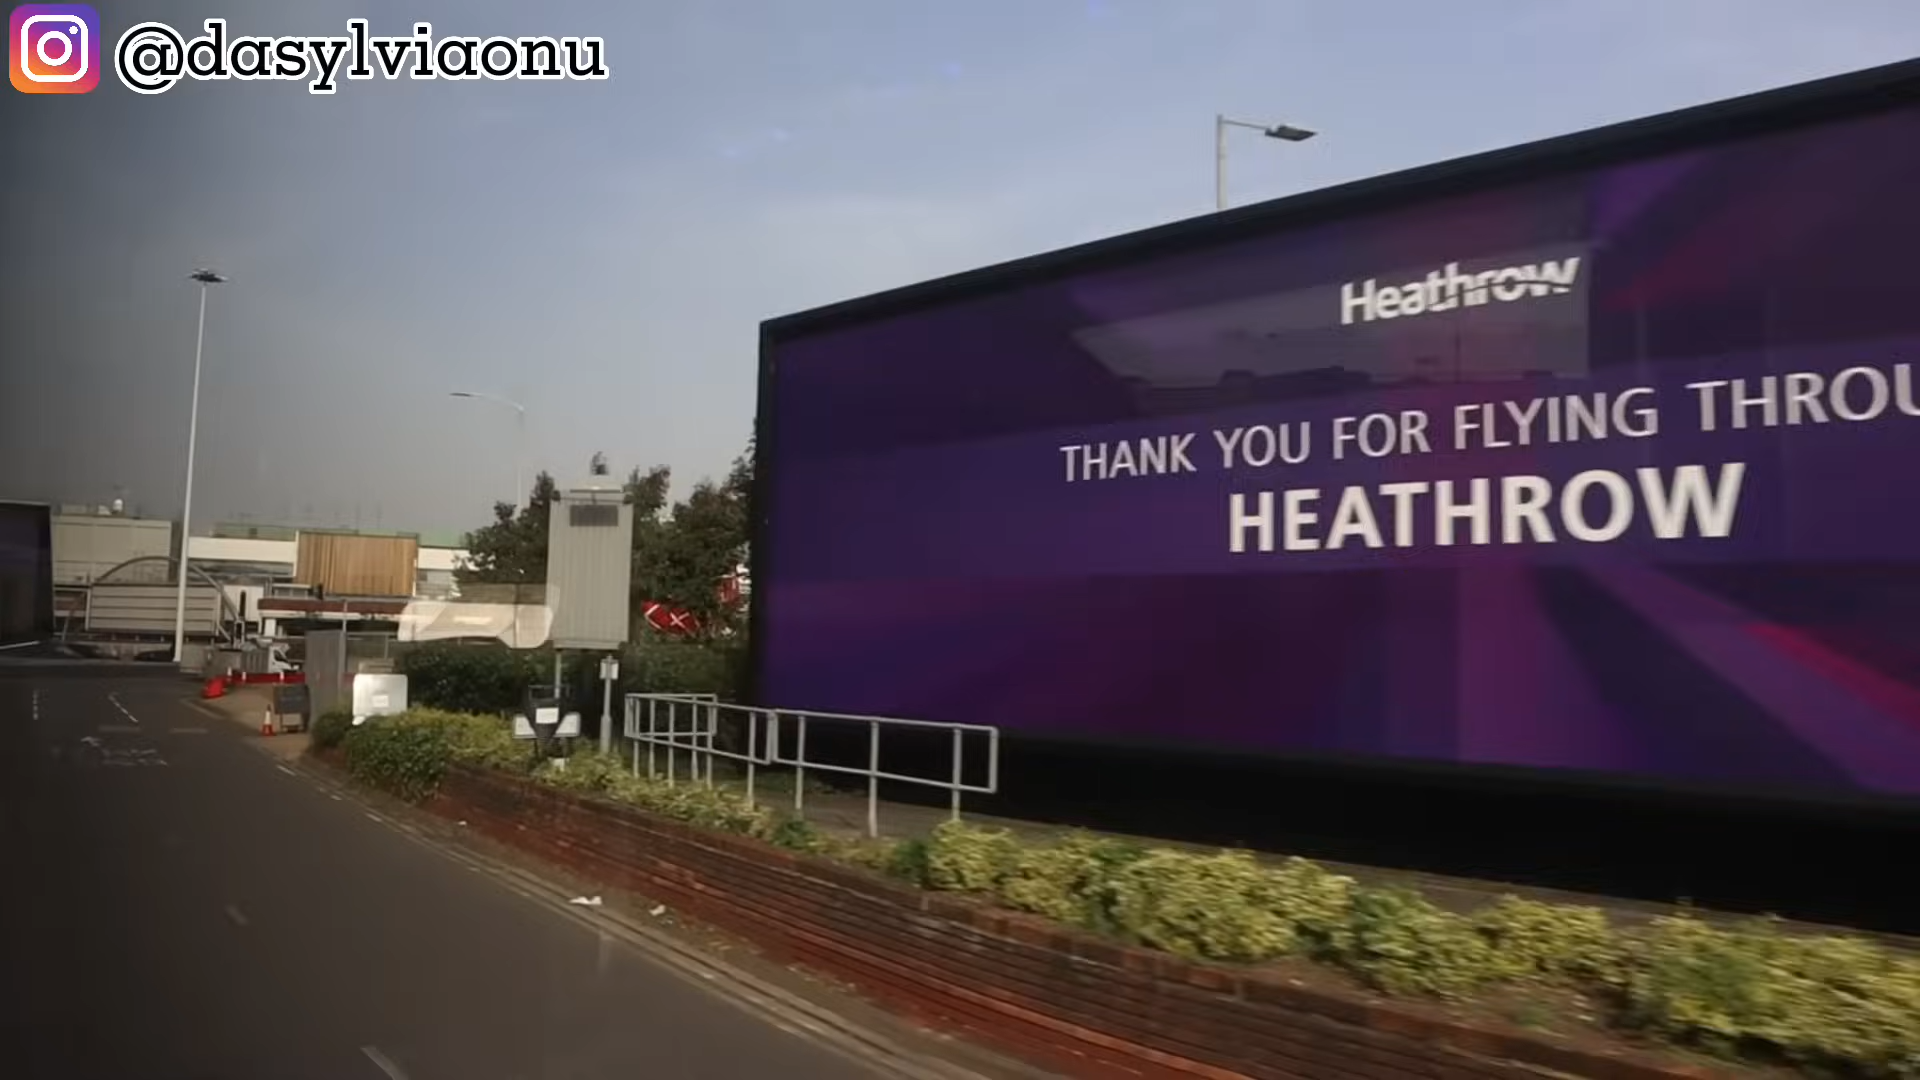 @dasylviaonu
Heathrow
THANK YOU FOR FLYING THROU
HEATHROW